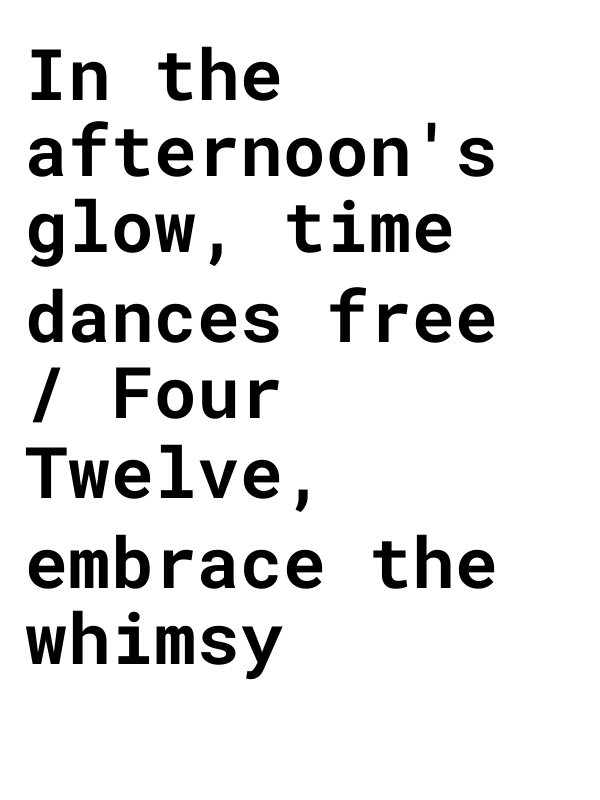 In the
afternoon's
glow, time
dances free
/ Four
Twelve,
embrace the
whimsy